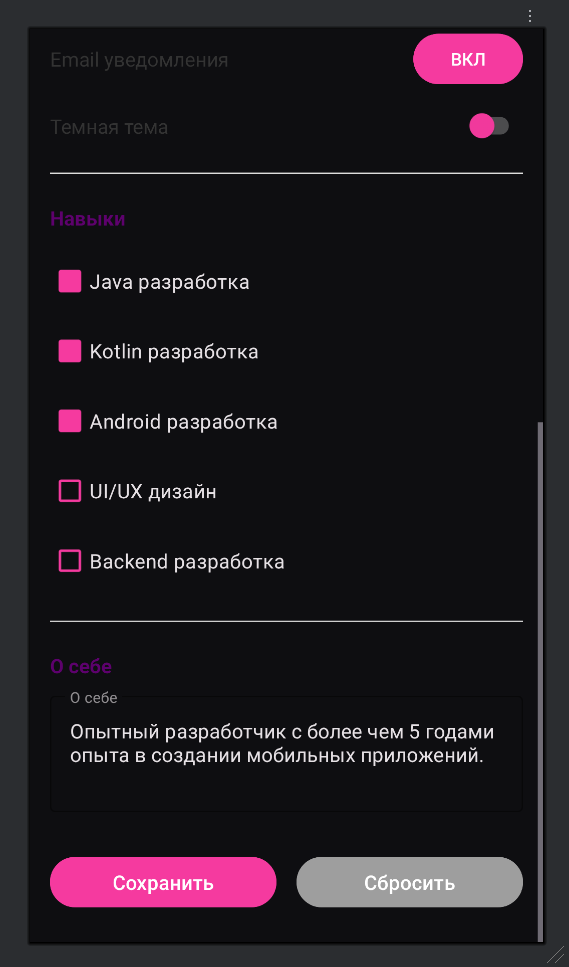 Email уведомления
ВКЛ
Темная тема
Навыки
Java разработка
Kotlin разработка
Android разработка
UI/UX дизайн
Backend разработка
О себе
О себе
Опытный разработчик с более чем 5 годами
опыта в создании мобильных приложений.
Сохранить
Сбросить